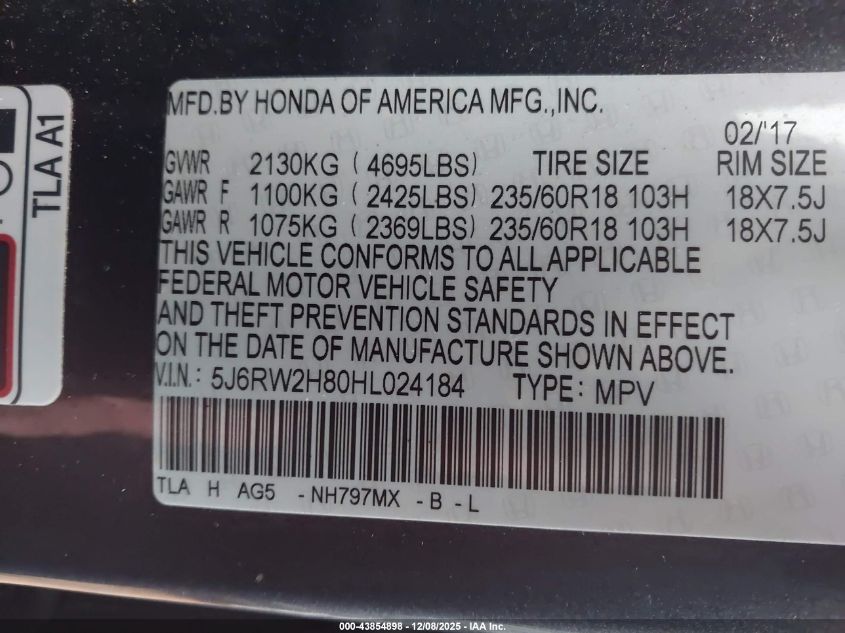 TLA A1
MFD.BY HONDA OF AMERICA MFG.,INC.
02/'17
GVWR 2130KG ( 4695LBS) TIRE SIZE RIM SIZE
GAWR F 1100KG ( 2425LBS) 235/60R18 103H 18X7.5J
GAWR R 1075KG ( 2369LBS) 235/60R18 103H 18X7.5J
THIS VEHICLE CONFORMS TO ALL APPLICABLE
FEDERAL MOTOR VEHICLE SAFETY
AND THEFT PREVENTION STANDARDS IN EFFECT
ON THE DATE OF MANUFACTURE SHOWN ABOVE.
V.I.N.: 5J6RW2H80HL024184 TYPE: MPV
TLA H AG5 -NH797MX -B -L
000-43854898 - 12/08/2025 - IAA Inc.